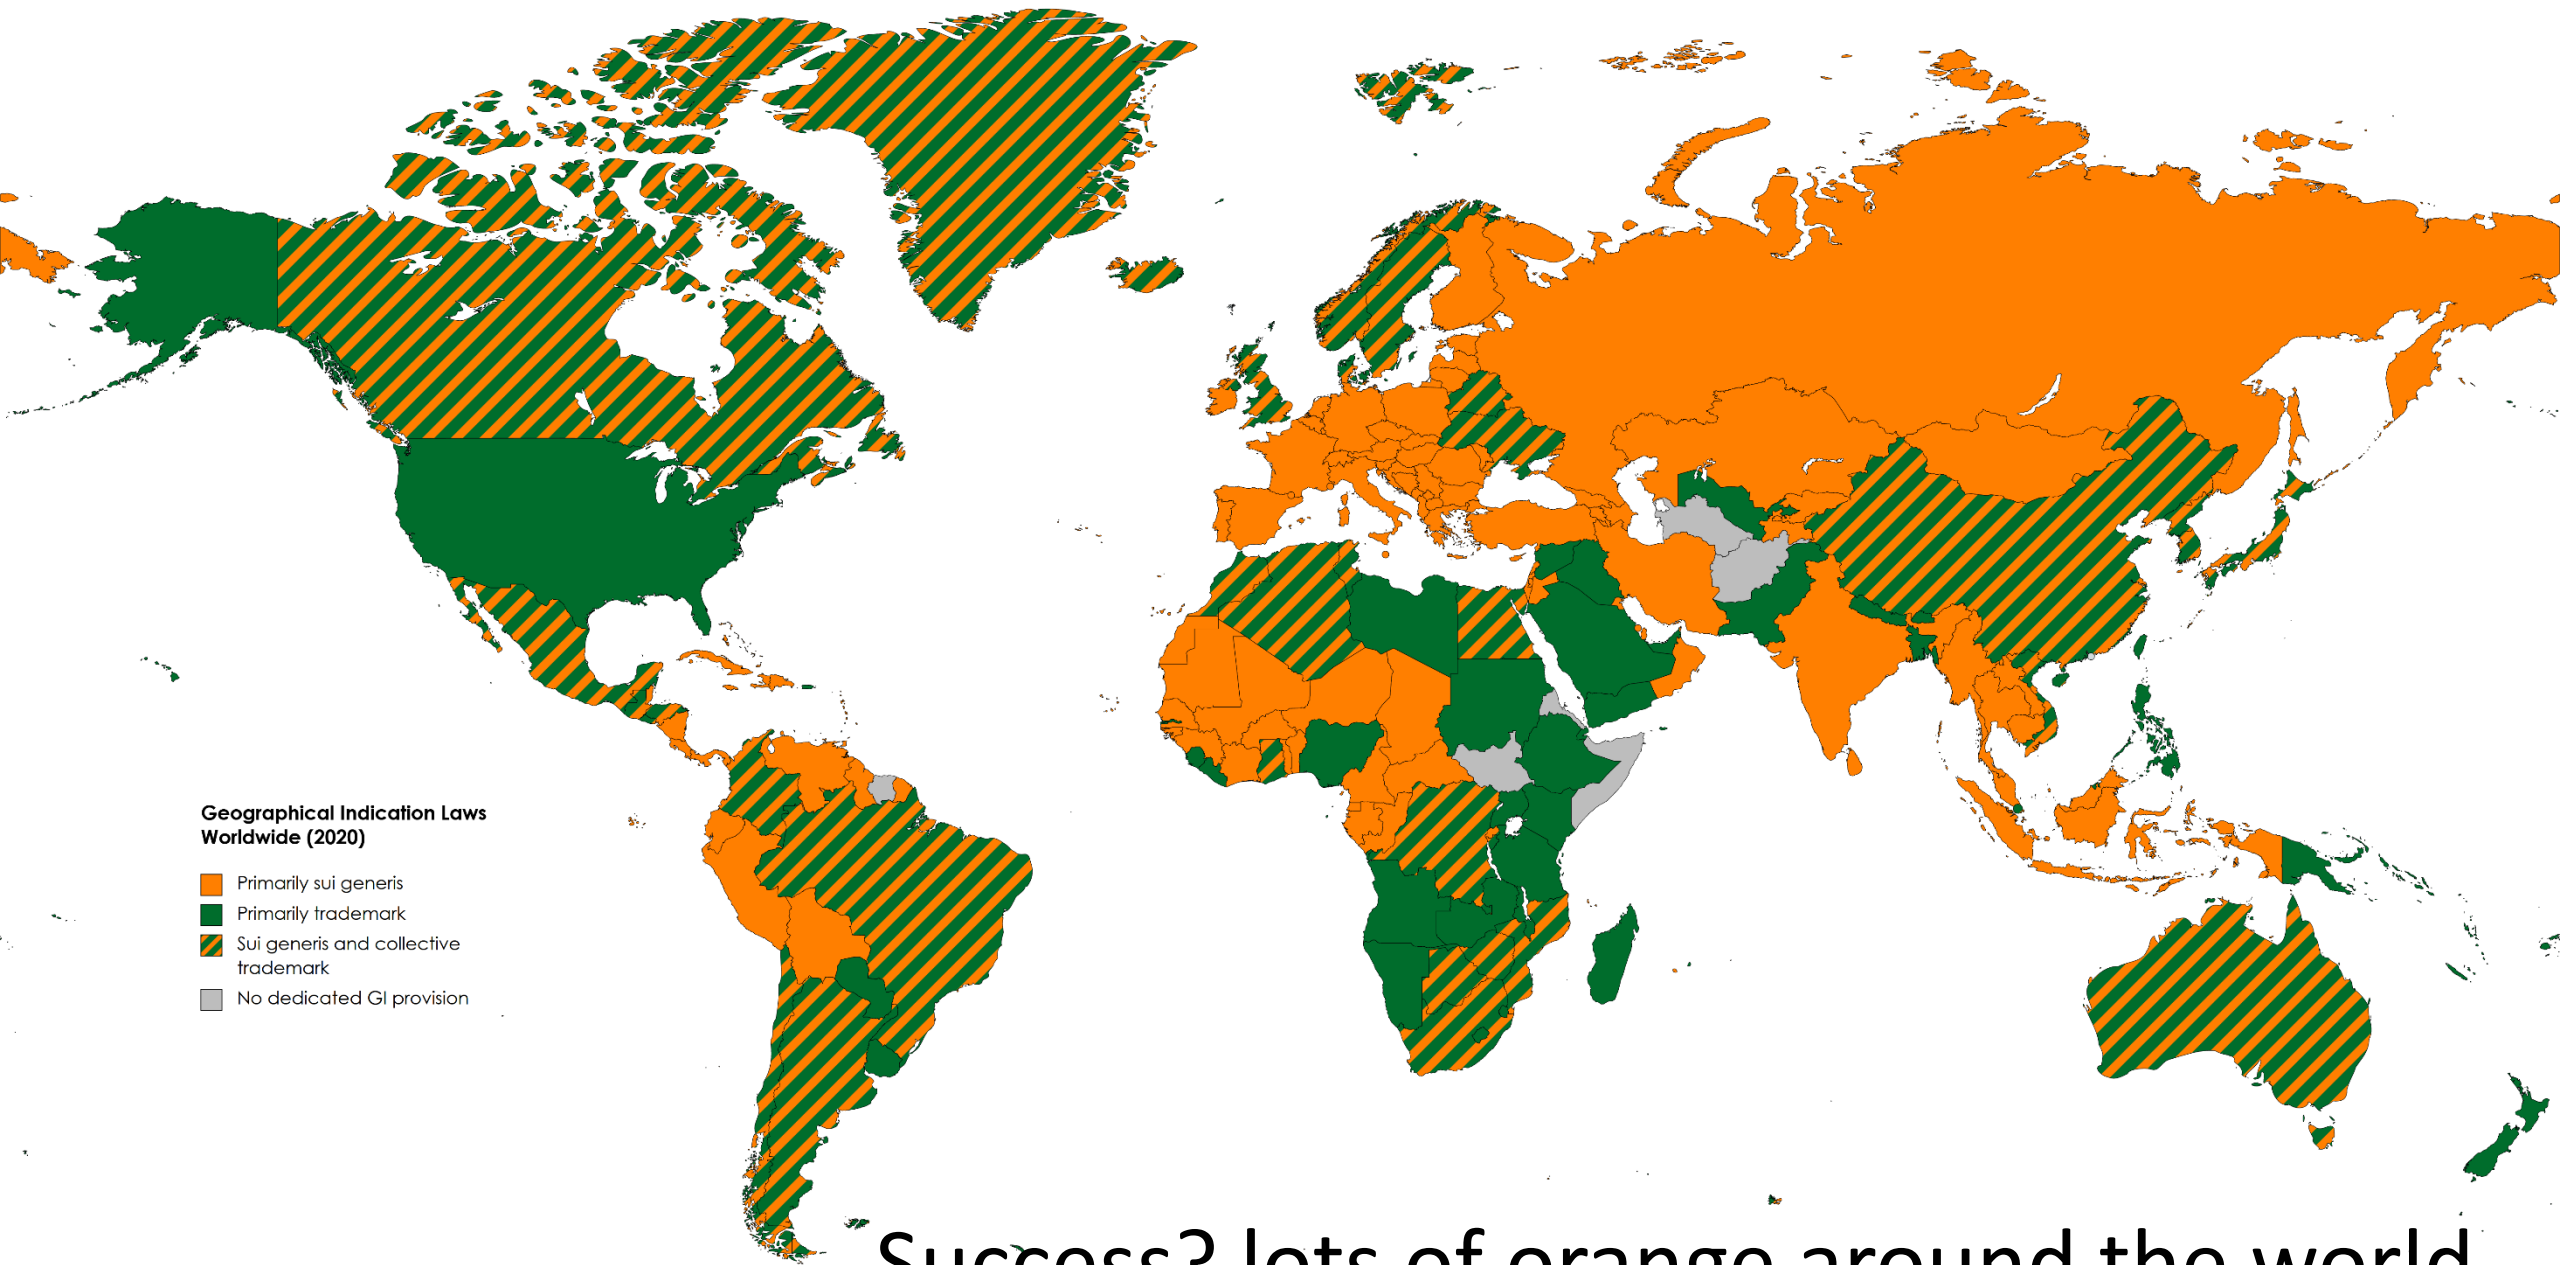 Geographical Indication Laws
Worldwide (2020)
Primarily sui generis
Primarily trademark
Sui generis and collective
trademark
No dedicated GI provision
Success? lots of orange around the world